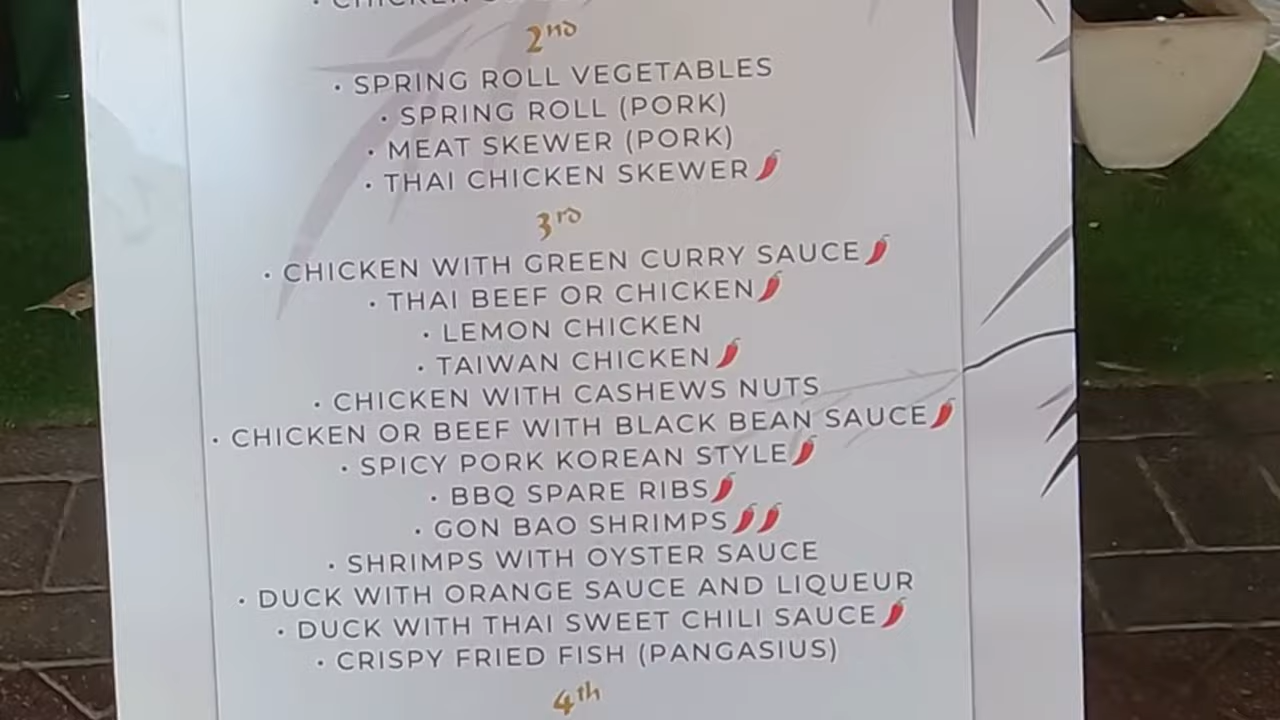 · CHICKEN
2nd
· SPRING ROLL VEGETABLES
· SPRING ROLL (PORK)
· MEAT SKEWER (PORK)
· THAI CHICKEN SKEWER
3rd
· CHICKEN WITH GREEN CURRY SAUCE
· THAI BEEF OR CHICKEN
· LEMON CHICKEN
· TAIWAN CHICKEN
· CHICKEN WITH CASHEWS NUTS
· CHICKEN OR BEEF WITH BLACK BEAN SAUCE
· SPICY PORK KOREAN STYLE
· BBQ SPARE RIBS
· GON BAO SHRIMPS
· SHRIMPS WITH OYSTER SAUCE
· DUCK WITH ORANGE SAUCE AND LIQUEUR
· DUCK WITH THAI SWEET CHILI SAUCE
· CRISPY FRIED FISH (PANGASIUS)
4th